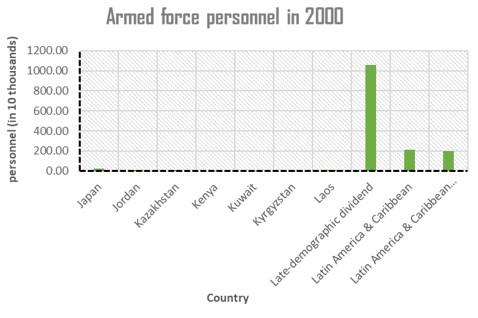 Armed force personnel in 2000
personnel (in 10 thousands)
1200.00
1000.00
800.00
600.00
400.00
200.00
0.00
Japan
Jordan
Kazakhstan
Kenya
Kuwait
Kyrgyzstan
Laos
Late-demographic dividend
Latin America & Caribbean
Latin America & Caribbean...
Country